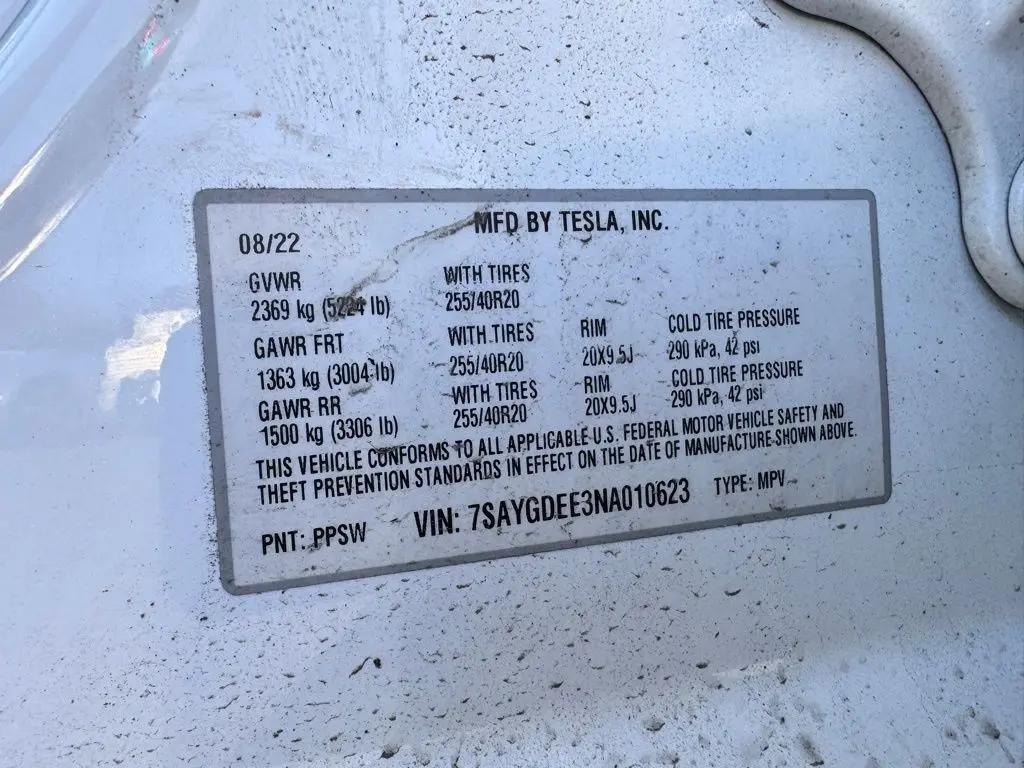 MFD BY TESLA, INC.
08/22
GVWR WITH TIRES
2369 kg (5224 lb) 255/40R20
GAWR FRT WITH TIRES RIM COLD TIRE PRESSURE
1363 kg (3004 lb) 255/40R20 20X9.5J 290 kPa, 42 psi
GAWR RR WITH TIRES RIM COLD TIRE PRESSURE
1500 kg (3306 lb) 255/40R20 20X9.5J 290 kPa, 42 psi
THIS VEHICLE CONFORMS TO ALL APPLICABLE U.S. FEDERAL MOTOR VEHICLE SAFETY AND
THEFT PREVENTION STANDARDS IN EFFECT ON THE DATE OF MANUFACTURE SHOWN ABOVE.
PNT: PPSW VIN: 7SAYGDEE3NA010623 TYPE: MPV